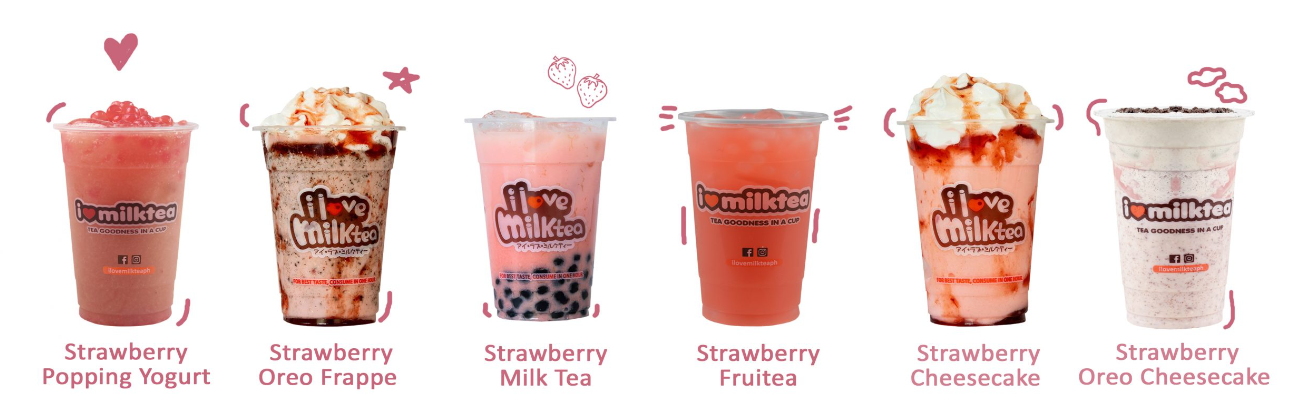 i milktea
TEA GOODNESS IN A CUP
ilovemilkteaph
Strawberry
Popping Yogurt
i love
milktea
アイ・ラブ・ミルクティー
FOR BEST TASTE, CONSUME IN ONE HOUR
Strawberry
Oreo Frappe
i love
milktea
アイ・ラブ・ミルクティー
FOR BEST TASTE, CONSUME IN ONE HOUR
Strawberry
Milk Tea
i milktea
TEA GOODNESS IN A CUP
ilovemilkteaph
Strawberry
Fruitea
i love
milktea
アイ・ラブ・ミルクティー
FOR BEST TASTE, CONSUME IN ONE HOUR
Strawberry
Cheesecake
i milktea
TEA GOODNESS IN A CUP
ilovemilkteaph
Strawberry
Oreo Cheesecake